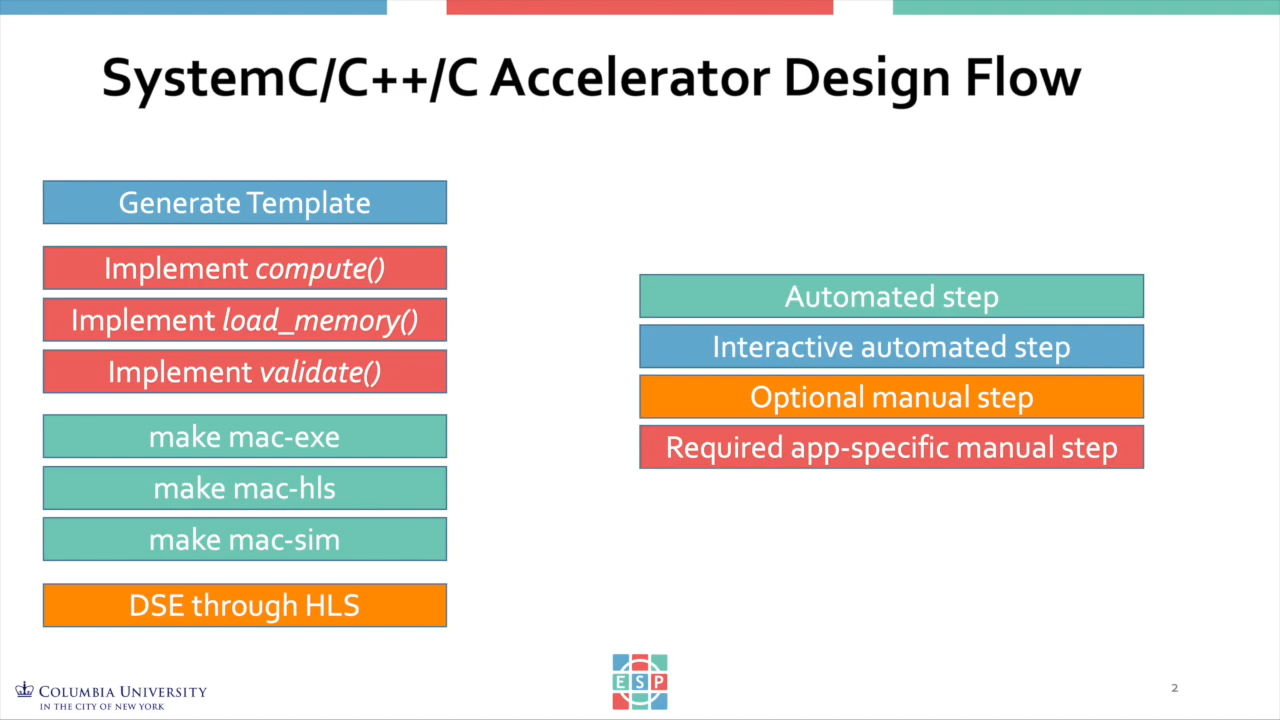 SystemC/C++/C Accelerator Design Flow
Generate Template
Implement compute()
Implement load_memory()
Implement validate()
make mac-exe
make mac-hls
make mac-sim
DSE through HLS
Automated step
Interactive automated step
Optional manual step
Required app-specific manual step
COLUMBIA UNIVERSITY
IN THE CITY OF NEW YORK
ESP
2